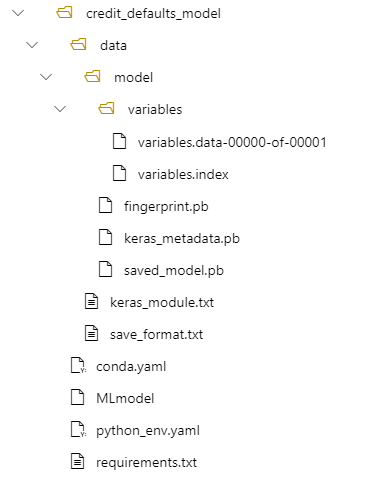 credit_defaults_model
data
model
variables
variables.data-00000-of-00001
variables.index
fingerprint.pb
keras_metadata.pb
saved_model.pb
keras_module.txt
save_format.txt
conda.yaml
MLmodel
python_env.yaml
requirements.txt